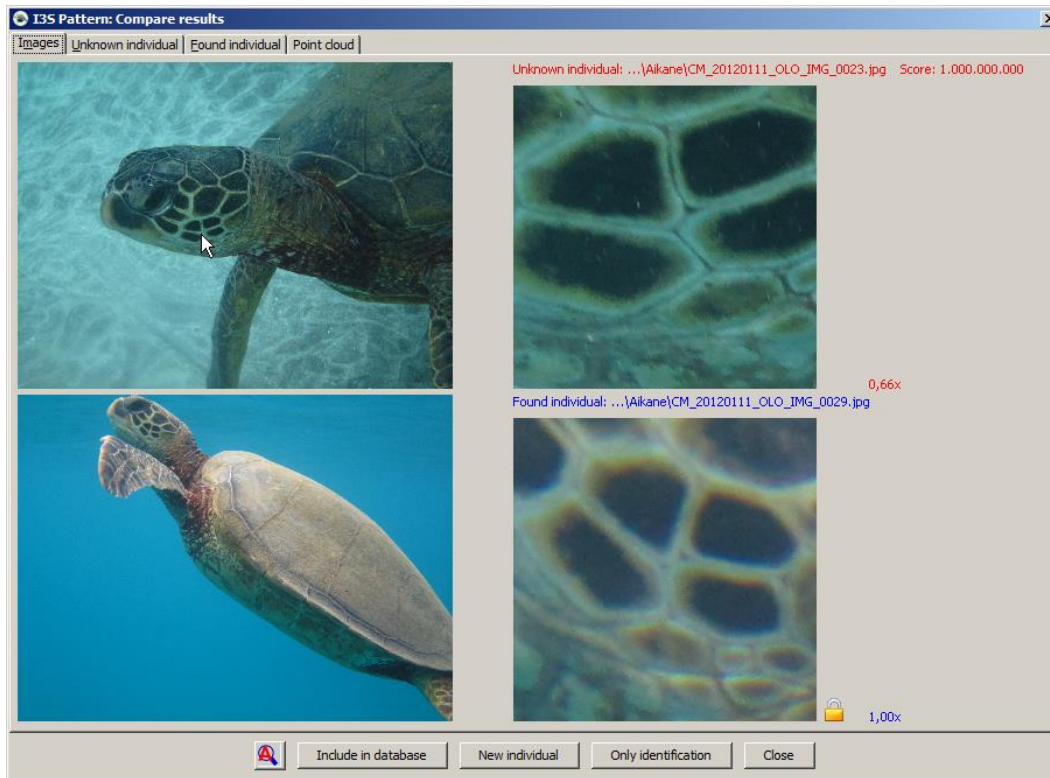 I3S Pattern: Compare results
Images Unknown individual Found individual Point cloud
Unknown individual: ...\Aikane\CM_20120111_OLO_IMG_0023.jpg Score: 1.000.000.000
0,66x
Found individual: ...\Aikane\CM_20120111_OLO_IMG_0029.jpg
1,00x
A Include in database New individual Only identification Close